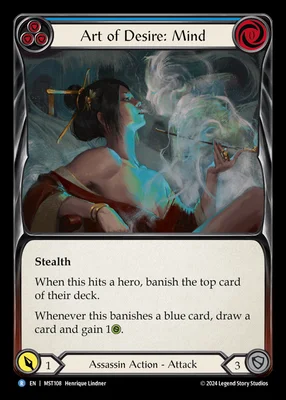 Art of Desire: Mind
Stealth
When this hits a hero, banish the top card
of their deck.
Whenever this banishes a blue card, draw a
card and gain 1.
1
Assassin Action - Attack
3
R EN | MST108 Henrique Lindner
© 2024 Legend Story Studios